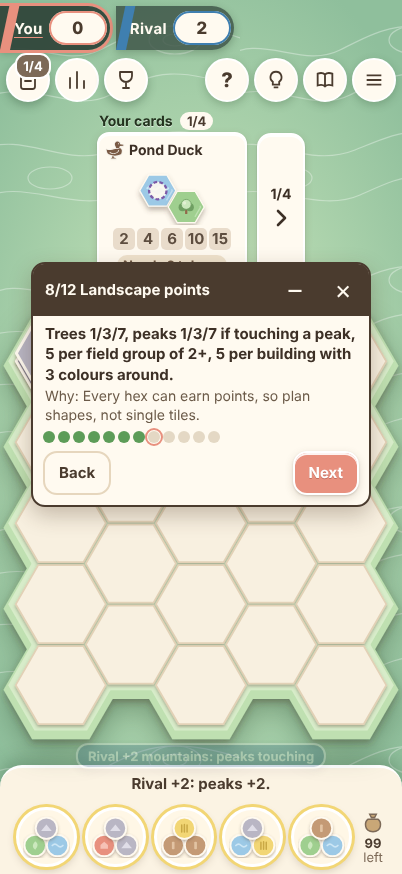 You 0 Rival 2
1/4
?
Your cards 1/4
Pond Duck
1/4
2 4 6 10 15
8/12 Landscape points
Trees 1/3/7, peaks 1/3/7 if touching a peak,
5 per field group of 2+, 5 per building with
3 colours around.
Why: Every hex can earn points, so plan
shapes, not single tiles.
Back Next
Rival +2 mountains: peaks touching
Rival +2: peaks +2.
99
left